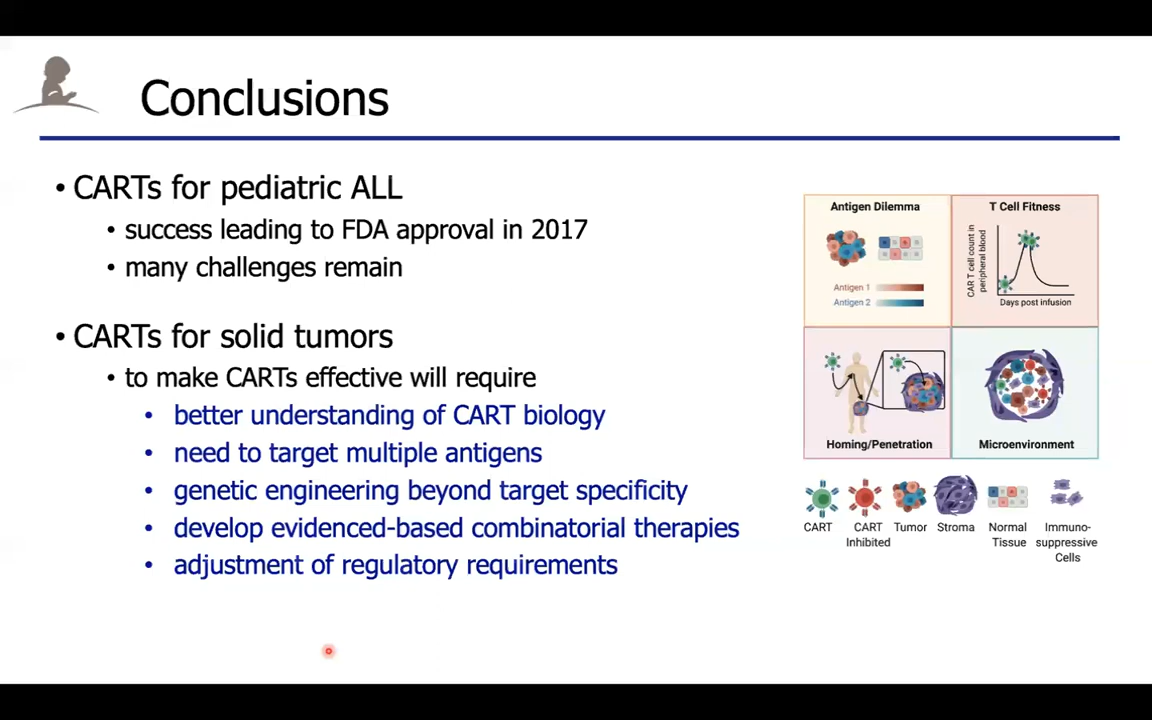 Conclusions
• CARTs for pediatric ALL
• success leading to FDA approval in 2017
• many challenges remain
• CARTs for solid tumors
• to make CARTs effective will require
• better understanding of CART biology
• need to target multiple antigens
• genetic engineering beyond target specificity
• develop evidenced-based combinatorial therapies
• adjustment of regulatory requirements
Antigen Dilemma
Antigen 1
Antigen 2
T Cell Fitness
CAR T cell count in
peripheral blood
Days post infusion
Homing/Penetration
Microenvironment
CART
CART
Inhibited
Tumor
Stroma
Normal
Tissue
Immuno-
suppressive
Cells